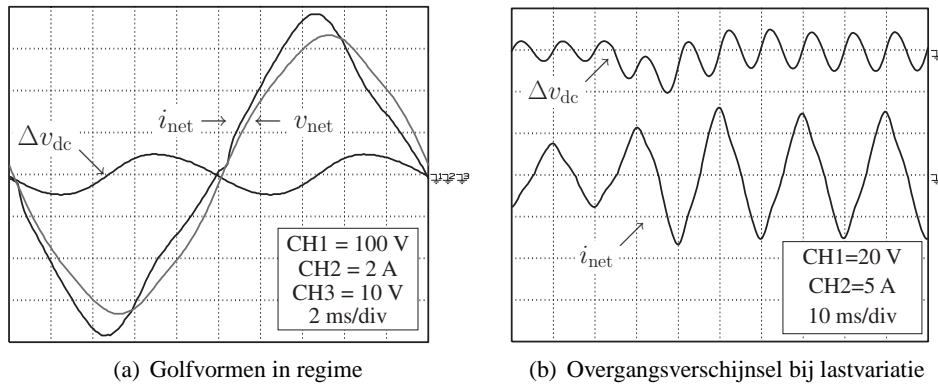 Δv_dc
i_net
v_net
CH1 = 100 V
CH2 = 2 A
CH3 = 10 V
2 ms/div
(a) Golfvormen in regime
Δv_dc
i_net
CH1=20 V
CH2=5 A
10 ms/div
(b) Overgangsverschijnsel bij lastvariatie